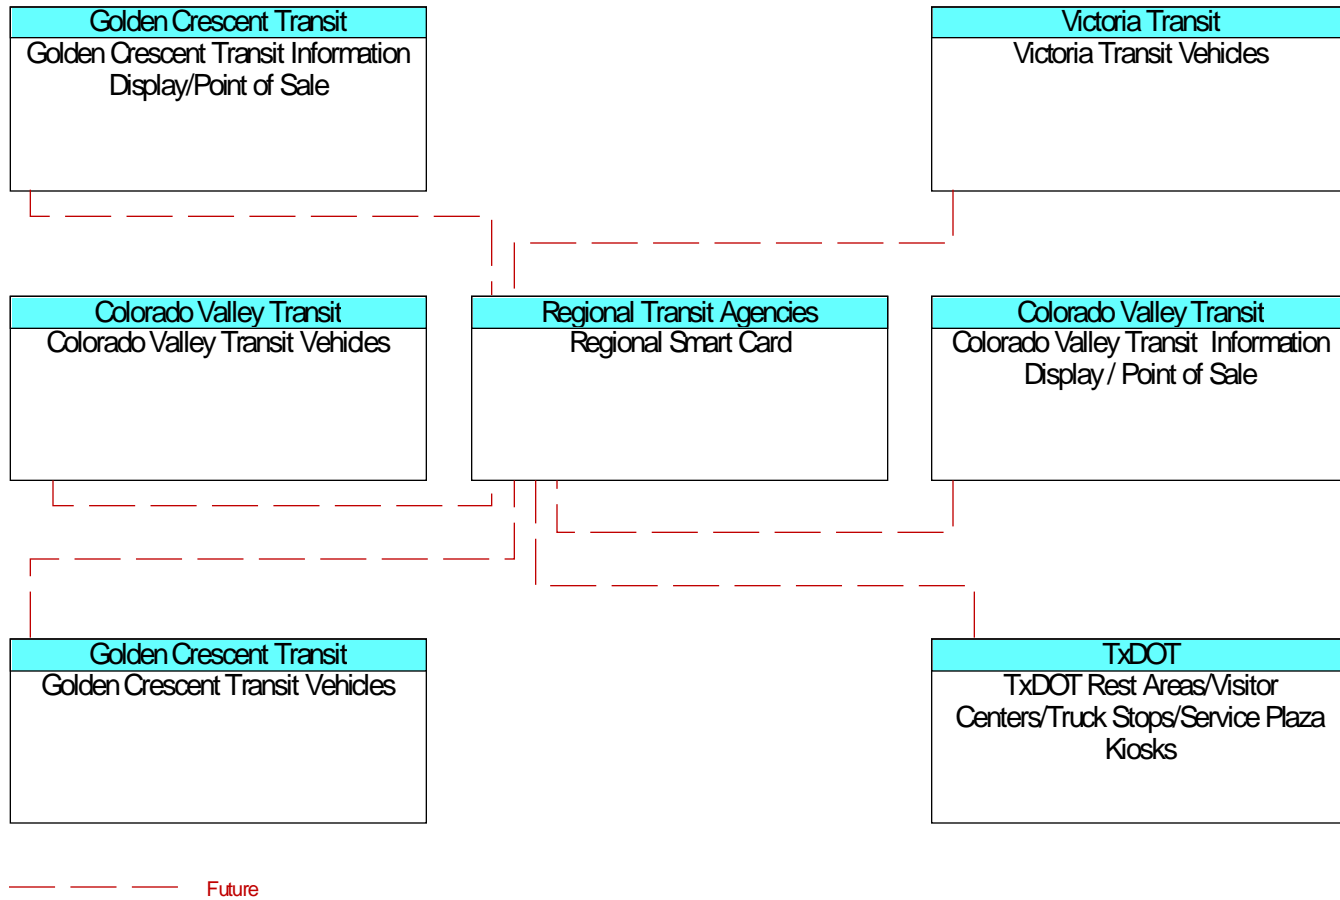 Golden Crescent Transit
Golden Crescent Transit Information
Display/Point of Sale
Victoria Transit
Victoria Transit Vehicles
Colorado Valley Transit
Colorado Valley Transit Vehicles
Regional Transit Agencies
Regional Smart Card
Colorado Valley Transit
Colorado Valley Transit Information
Display / Point of Sale
Golden Crescent Transit
Golden Crescent Transit Vehicles
TxDOT
TxDOT Rest Areas/Visitor
Centers/Truck Stops/Service Plaza
Kiosks
Future